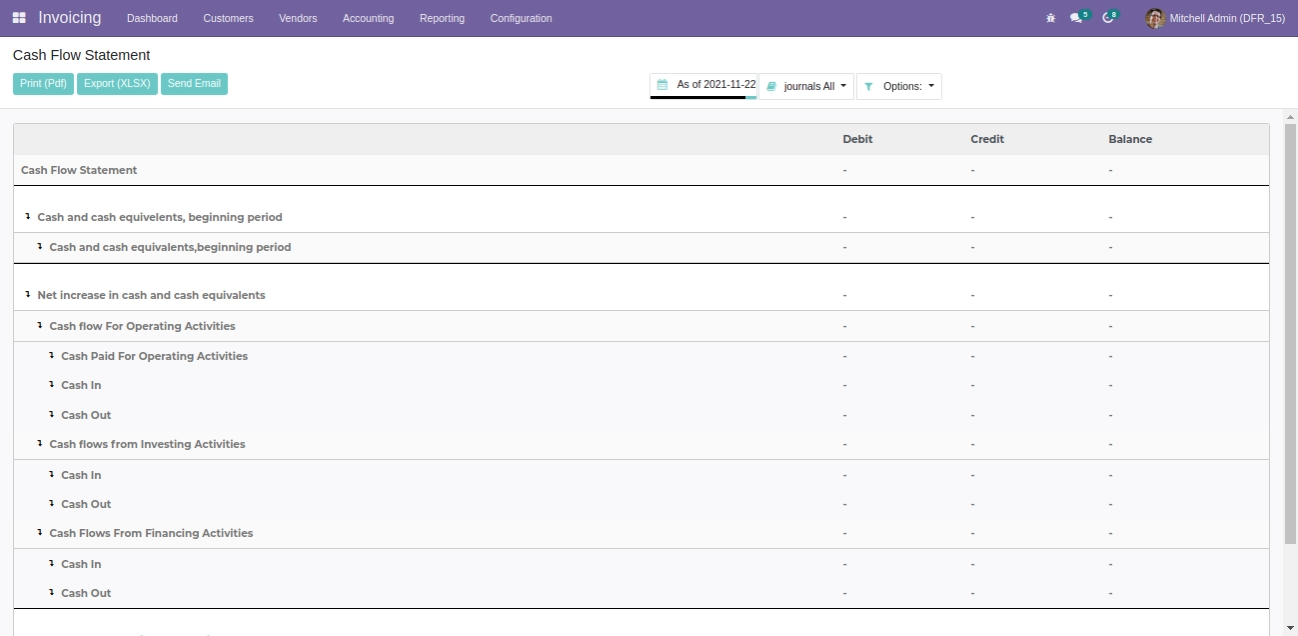 Invoicing Dashboard Customers Vendors Accounting Reporting Configuration 5 8 Mitchell Admin (DFR_15)
Cash Flow Statement
Print (Pdf) Export (XLSX) Send Email As of 2021-11-22 journals All Options:
Debit Credit Balance
Cash Flow Statement - - -
Cash and cash equivelents, beginning period - - -
Cash and cash equivalents,beginning period - - -
Net increase in cash and cash equivalents - - -
Cash flow For Operating Activities - - -
Cash Paid For Operating Activities - - -
Cash In - - -
Cash Out - - -
Cash flows from Investing Activities - - -
Cash In - - -
Cash Out - - -
Cash Flows From Financing Activities - - -
Cash In - - -
Cash Out - - -